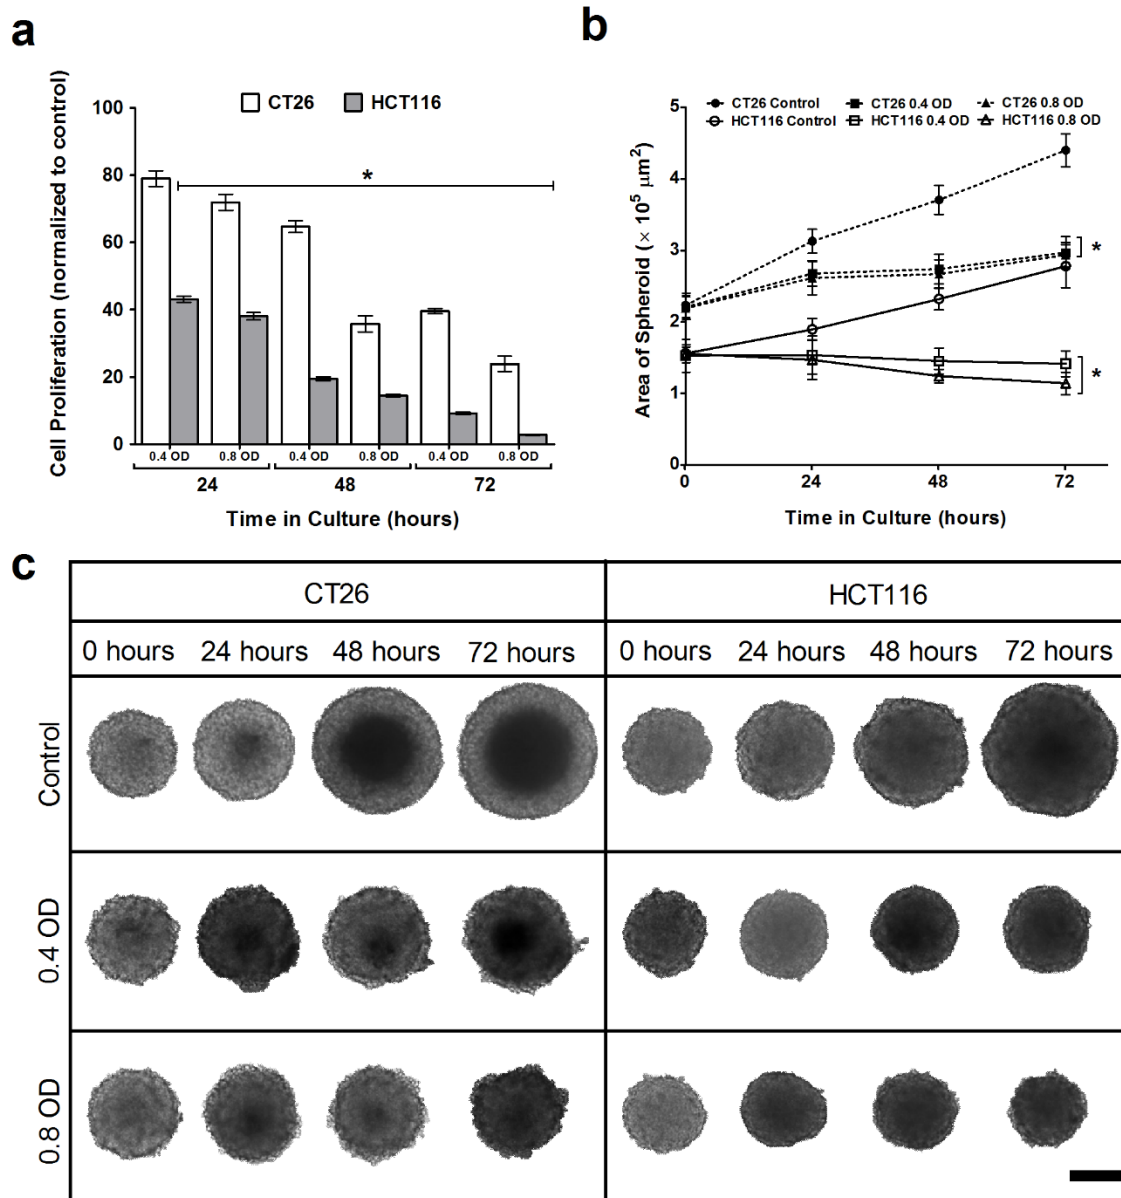 a
CT26 HCT116
Cell Proliferation (normalized to control)
100
80
60
40
20
0
*
0.4 OD 0.8 OD 0.4 OD 0.8 OD 0.4 OD 0.8 OD
24 48 72
Time in Culture (hours)
b
CT26 Control CT26 0.4 OD CT26 0.8 OD
HCT116 Control HCT116 0.4 OD HCT116 0.8 OD
Area of Spheroid ( × 10⁵ µm²)
5
4
3
2
1
0
*
*
0 24 48 72
Time in Culture (hours)
c
CT26 HCT116
0 hours 24 hours 48 hours 72 hours 0 hours 24 hours 48 hours 72 hours
Control
0.4 OD
0.8 OD